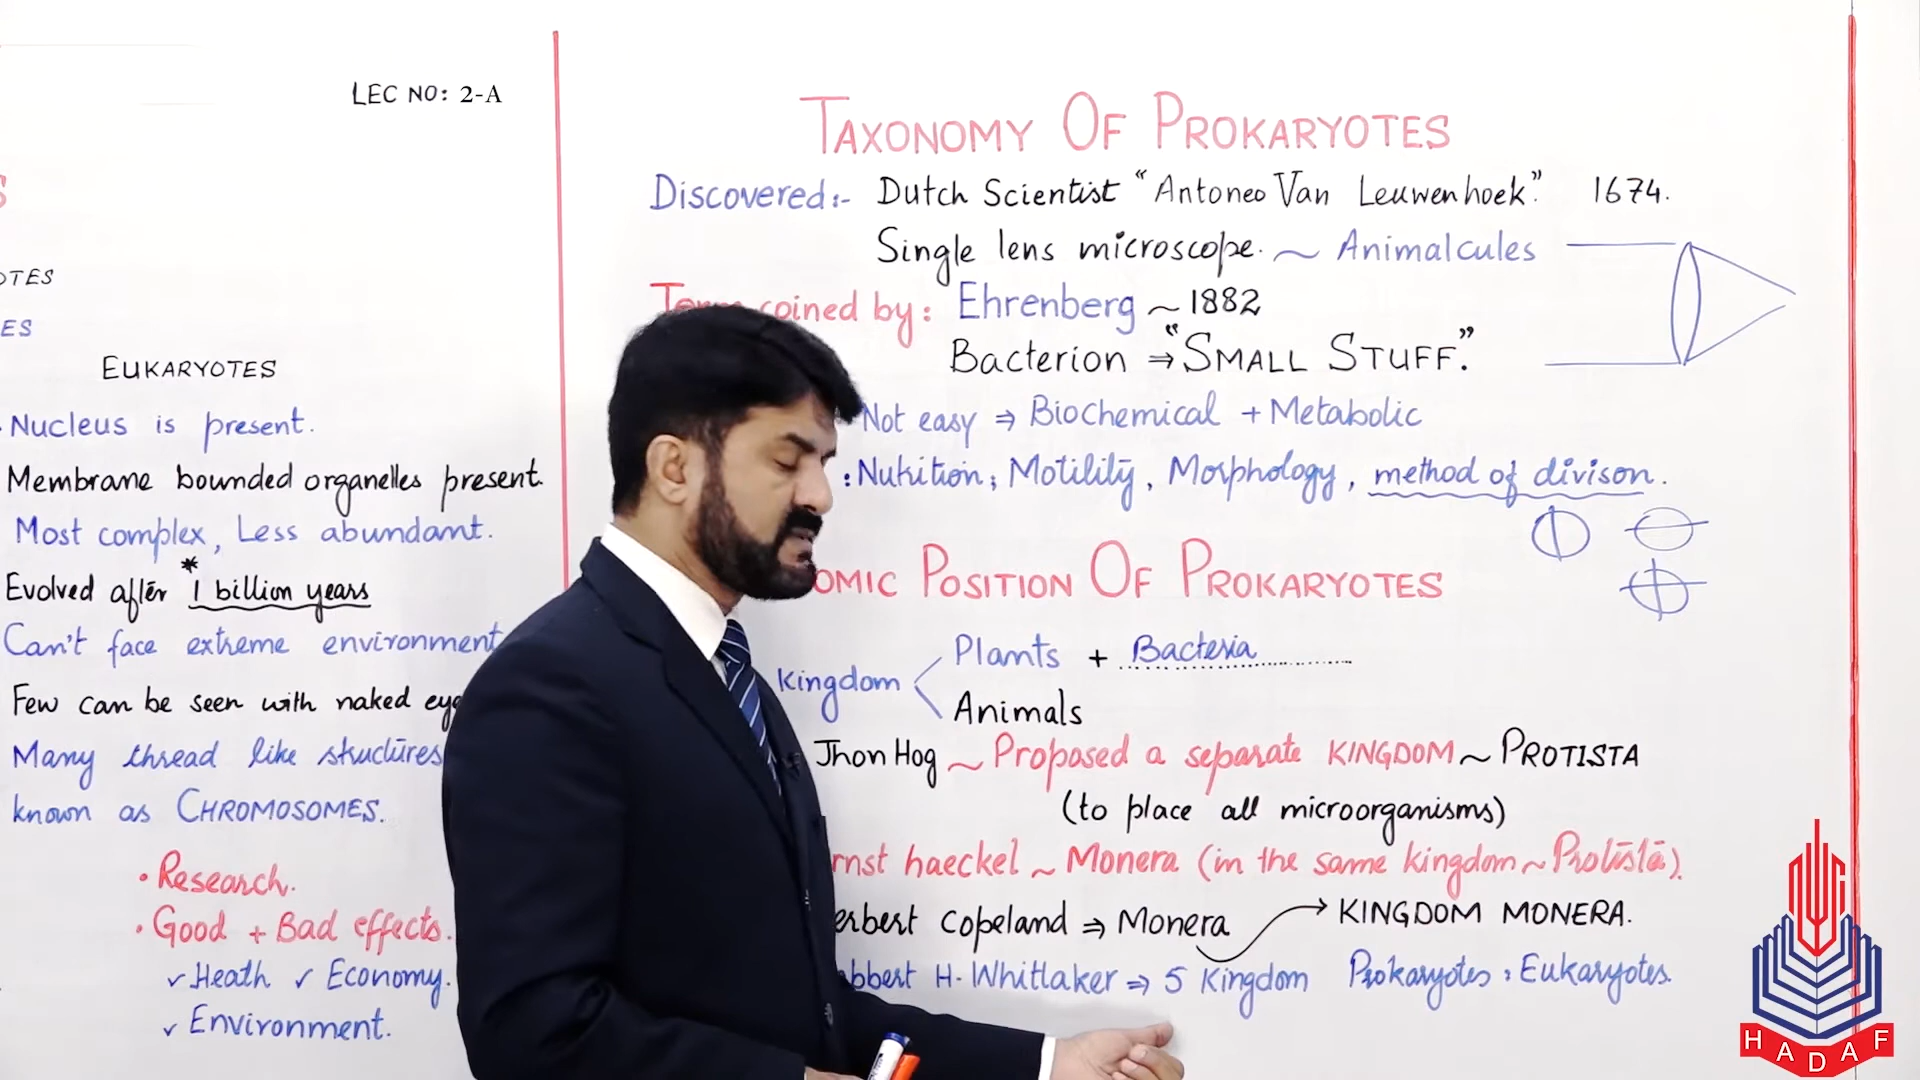 LEC NO: 2-A
OTES
ES
EUKARYOTES
Nucleus is present.
Membrane bounded organelles present.
Most complex, Less abundant.
Evolved after * 1 billion years
Can't face extreme environment
Few can be seen with naked eye
Many thread like structures
known as CHROMOSOMES.
• Research.
• Good + Bad effects.
✓ Heath ✓ Economy.
✓ Environment.
TAXONOMY OF PROKARYOTES
Discovered:- Dutch Scientist "Antoneo Van Leuwenhoek". 1674.
Single lens microscope. ~ Animalcules
coined by: Ehrenberg ~ 1882
Bacterion ⇒ "SMALL STUFF".
Not easy ⇒ Biochemical + Metabolic
: Nutrition; Motility, Morphology, method of divison.
OMIC POSITION OF PROKARYOTES
Kingdom
Plants + Bacteria
Animals
Jhon Hog ~ Proposed a separate KINGDOM ~ PROTISTA
(to place all microorganisms)
rnst haeckel ~ Monera (in the same kingdom ~ Protista).
erbert Copeland ⇒ Monera → KINGDOM MONERA.
obbert H. Whittaker ⇒ 5 Kingdom Prokaryotes : Eukaryotes.
HADAF